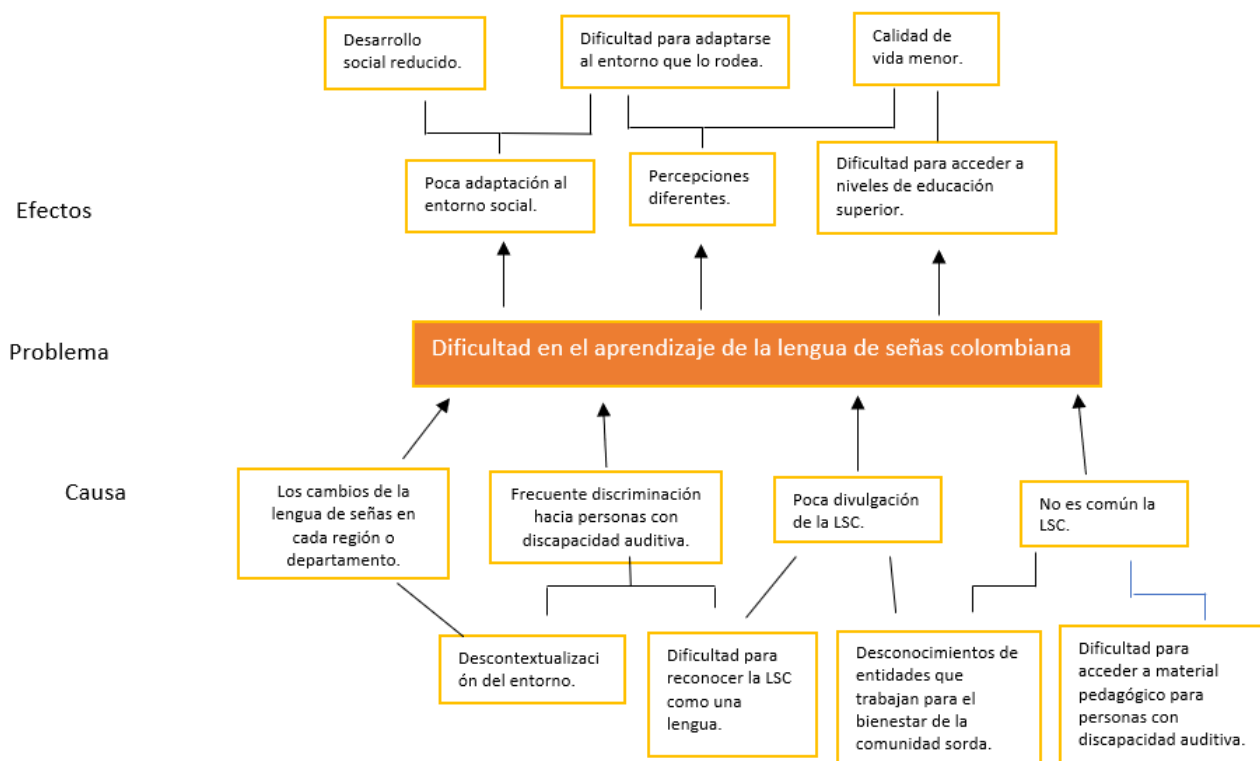 Desarrollo
social reducido.
Dificultad para adaptarse
al entorno que lo rodea.
Calidad de
vida menor.
Efectos
Poca adaptación al
entorno social.
Percepciones
diferentes.
Dificultad para acceder a
niveles de educación
superior.
Problema
Dificultad en el aprendizaje de la lengua de señas colombiana
Causa
Los cambios de la
lengua de señas en
cada región o
departamento.
Frecuente discriminación
hacia personas con
discapacidad auditiva.
Poca divulgación
de la LSC.
No es común la
LSC.
Descontextualizaci
ón del entorno.
Dificultad para
reconocer la LSC
como una
lengua.
Desconocimientos de
entidades que
trabajan para el
bienestar de la
comunidad sorda.
Dificultad para
acceder a material
pedagógico para
personas con
discapacidad auditiva.